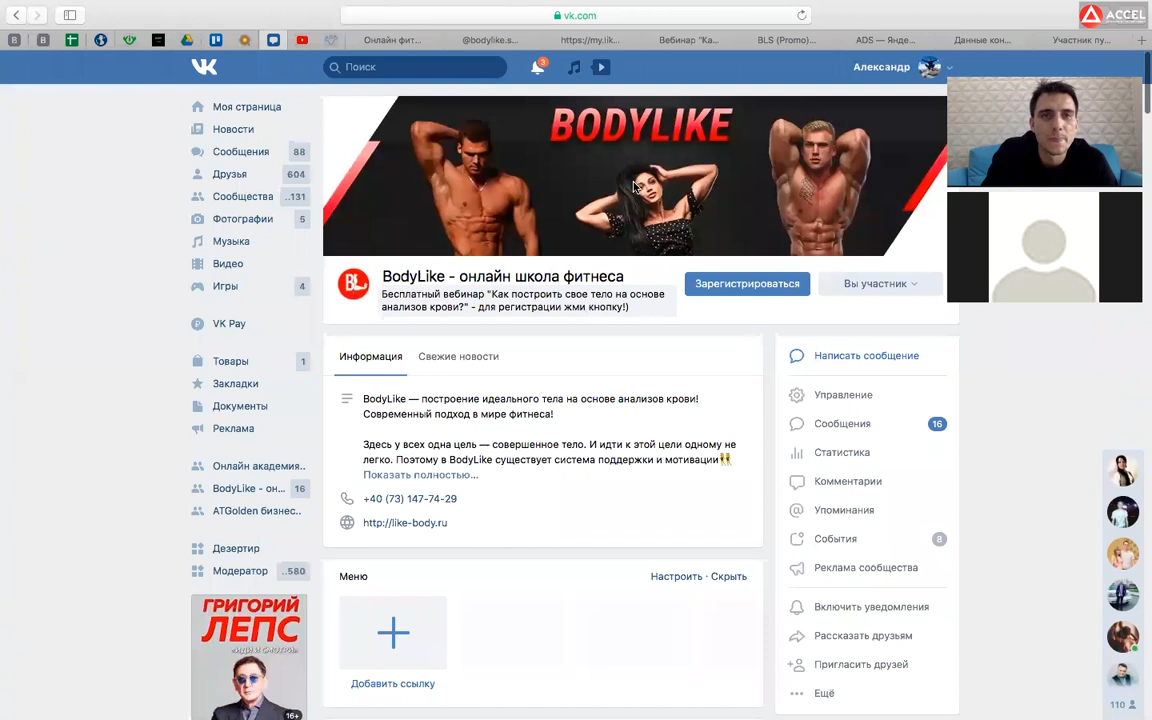 vk.com
ACCEL
Онлайн фит...
@bodylike.s...
https://my.lik...
Вебинар "Ка...
BLS (Promo)...
ADS — Янде...
Данные кон...
Участник пу...
Поиск
3
Александр
Моя страница
Новости
Сообщения 88
Друзья 604
Сообщества ..131
Фотографии 5
Музыка
Видео
Игры 4
VK Pay
Товары 1
Закладки
Документы
Реклама
Онлайн академия..
BodyLike - он... 16
ATGolden бизнес..
Дезертир
Модератор ..580
ГРИГОРИЙ
ЛЕПС
«ИДИ И СМОТРИ»
16+
BODYLIKE
BL
BodyLike - онлайн школа фитнеса
Бесплатный вебинар "Как построить свое тело на основе
анализов крови?" - для регистрации жми кнопку!)
Зарегистрироваться
Вы участник
Информация
Свежие новости
BodyLike — построение идеального тела на основе анализов крови!
Современный подход в мире фитнеса!
Здесь у всех одна цель — совершенное тело. И идти к этой цели одному не
легко. Поэтому в BodyLike существует система поддержки и мотивации👯
Показать полностью...
+40 (73) 147-74-29
http://like-body.ru
Меню
Настроить · Скрыть
Добавить ссылку
Написать сообщение
Управление
Сообщения 16
Статистика
Комментарии
Упоминания
События 8
Реклама сообщества
Включить уведомления
Рассказать друзьям
Пригласить друзей
Ещё
110